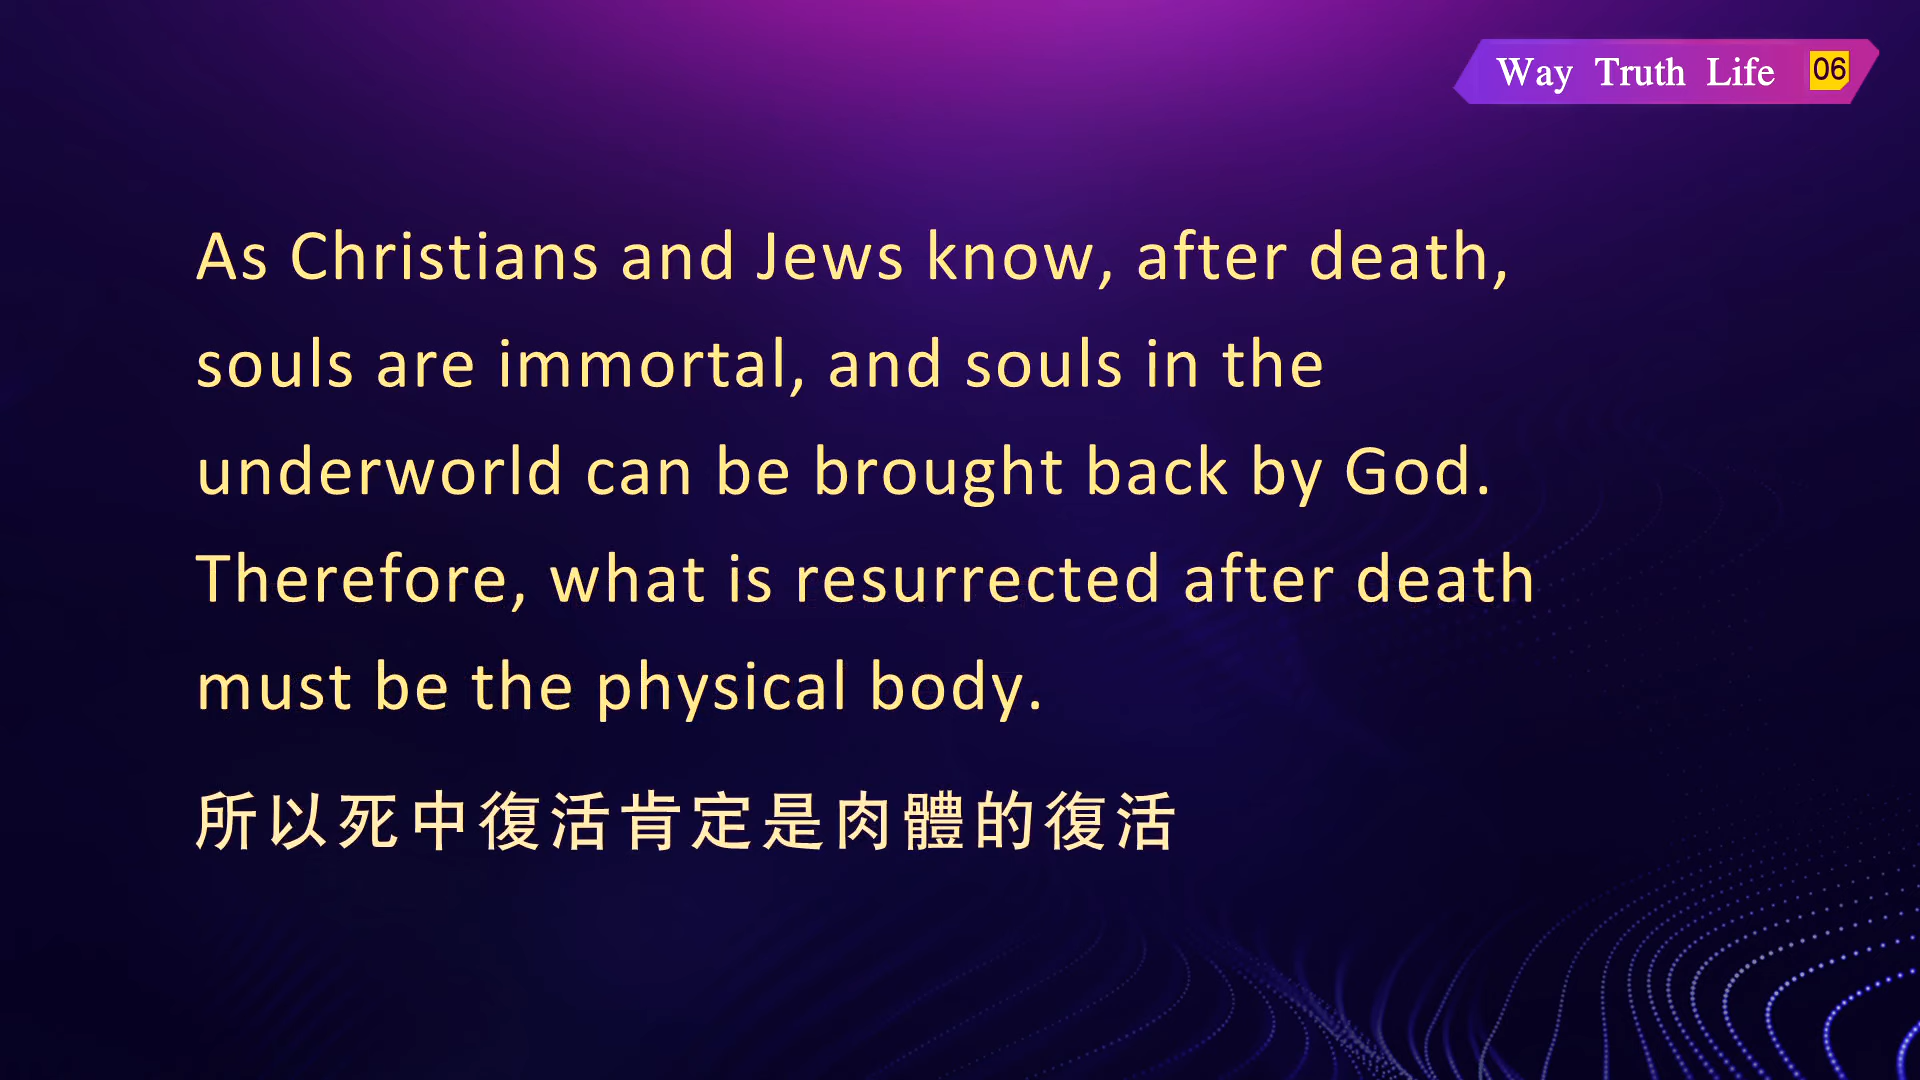 Way Truth Life 06
As Christians and Jews know, after death,
souls are immortal, and souls in the
underworld can be brought back by God.
Therefore, what is resurrected after death
must be the physical body.
所以死中復活肯定是肉體的復活